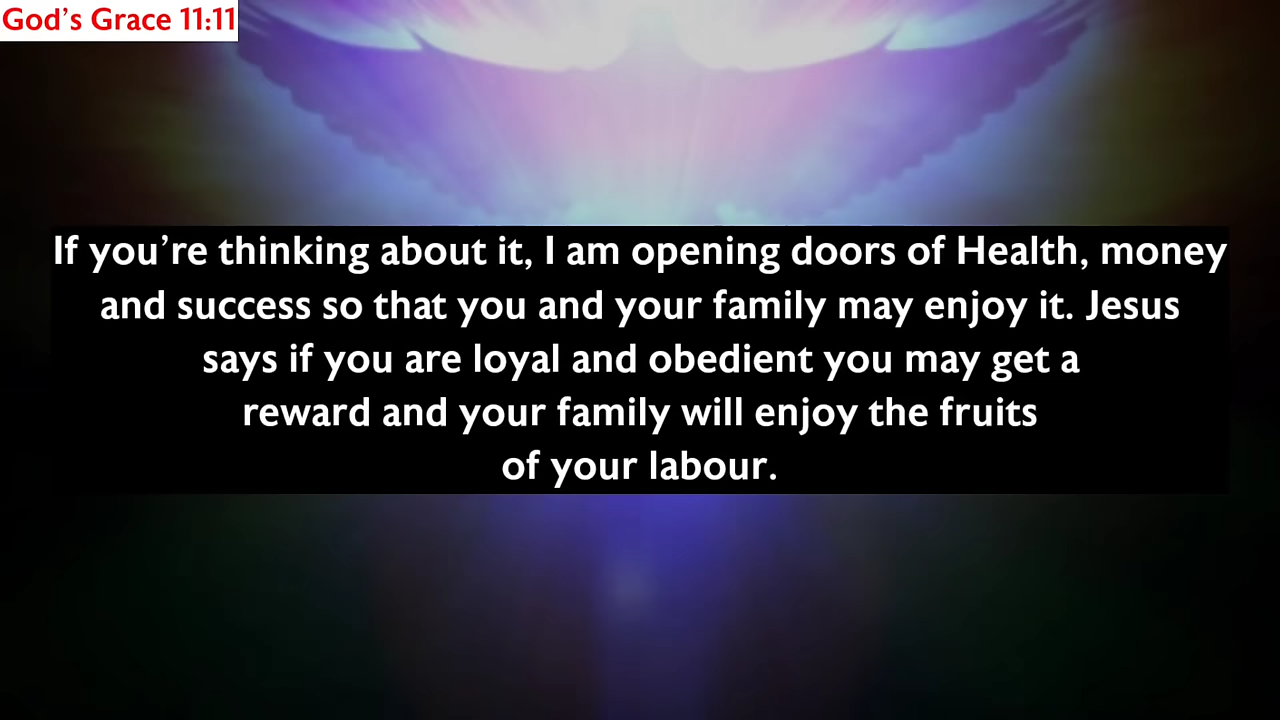 God’s Grace 11:11
If you’re thinking about it, I am opening doors of Health, money
and success so that you and your family may enjoy it. Jesus
says if you are loyal and obedient you may get a
reward and your family will enjoy the fruits
of your labour.